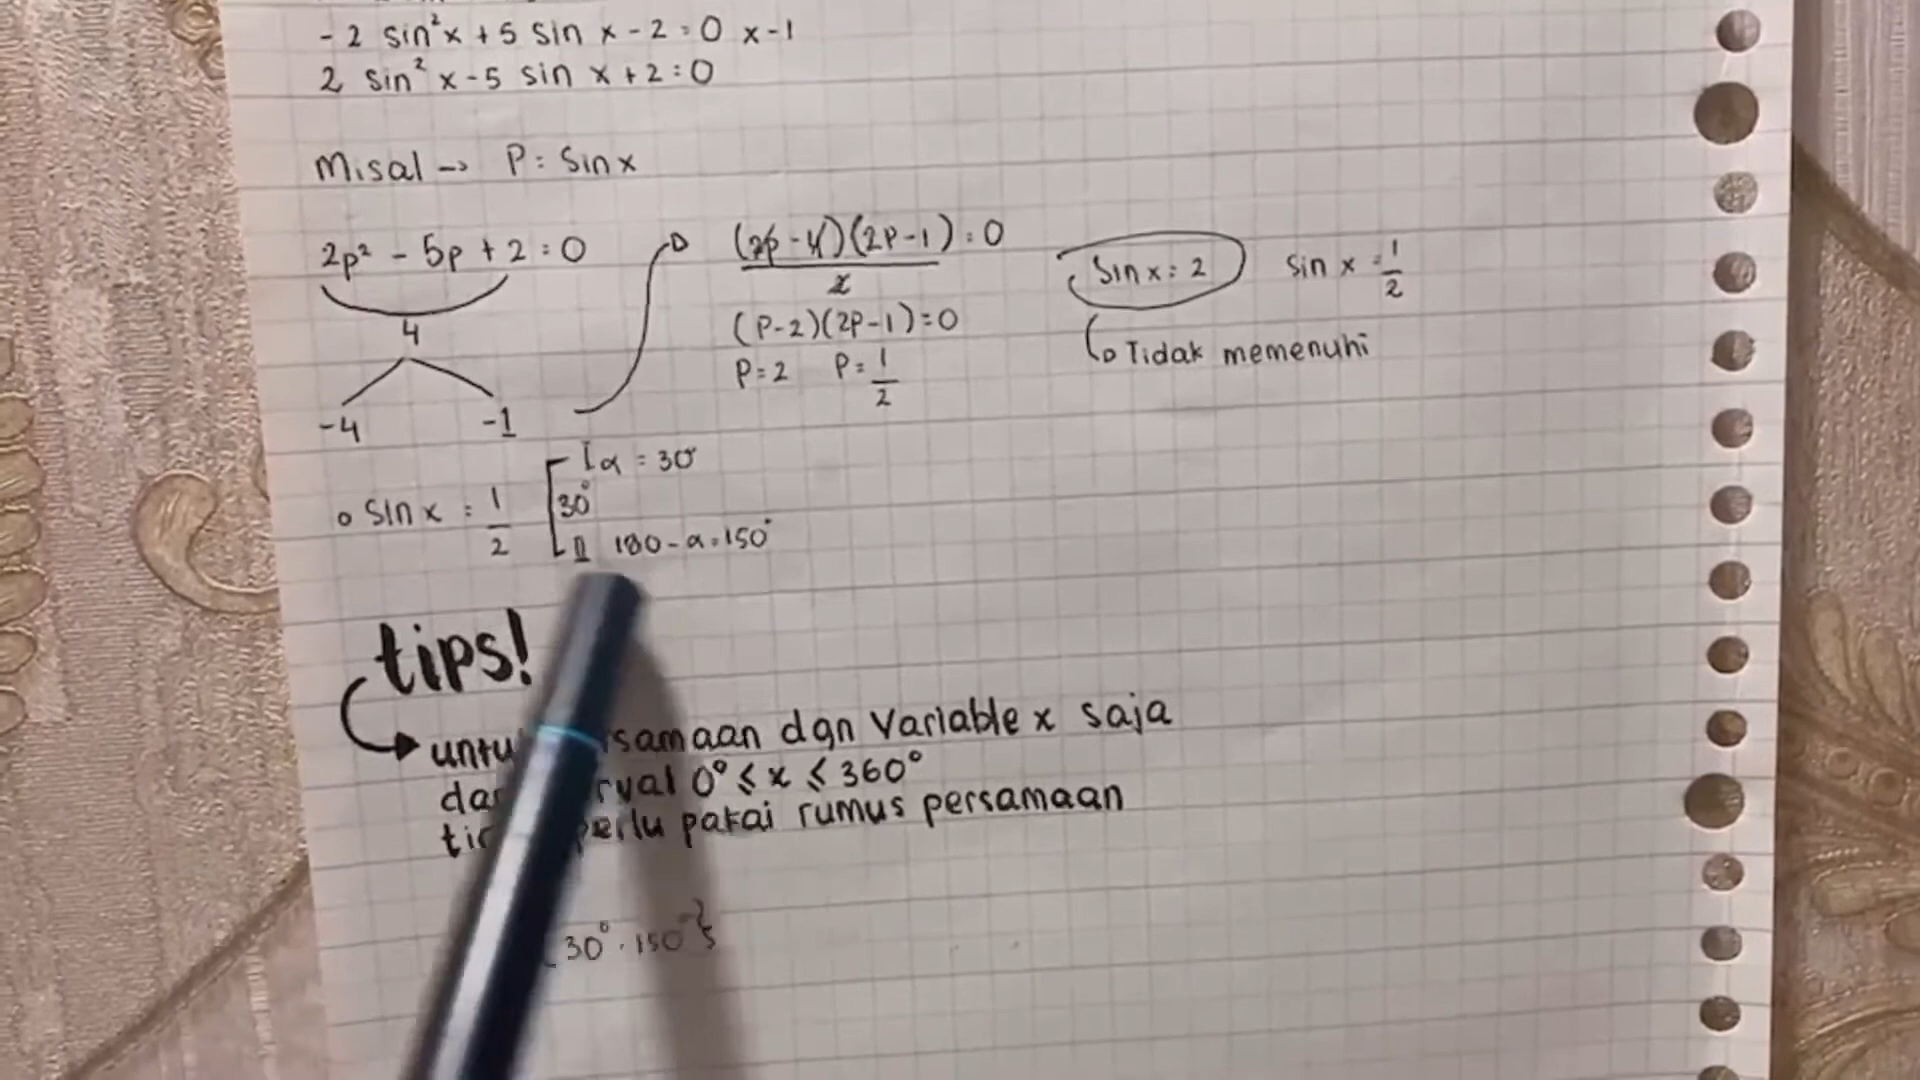 - 2 sin²x + 5 sin x - 2 = 0 x-1
2 sin² x - 5 sin x + 2 = 0
Misal → P = Sin x
2p² - 5p + 2 = 0
4
-4 -1
(2p - 4)(2P - 1) = 0
2
(P - 2)(2P - 1) = 0
P = 2 P = 1/2
Sin x = 2 Sin x = 1/2
Tidak memenuhi
Sin x = 1/2
I α = 30°
30°
II 180 - α = 150°
tips!
dgn Variable x saja
0° ≤ x ≤ 360°
pakai rumus persamaan
30°, 150°}